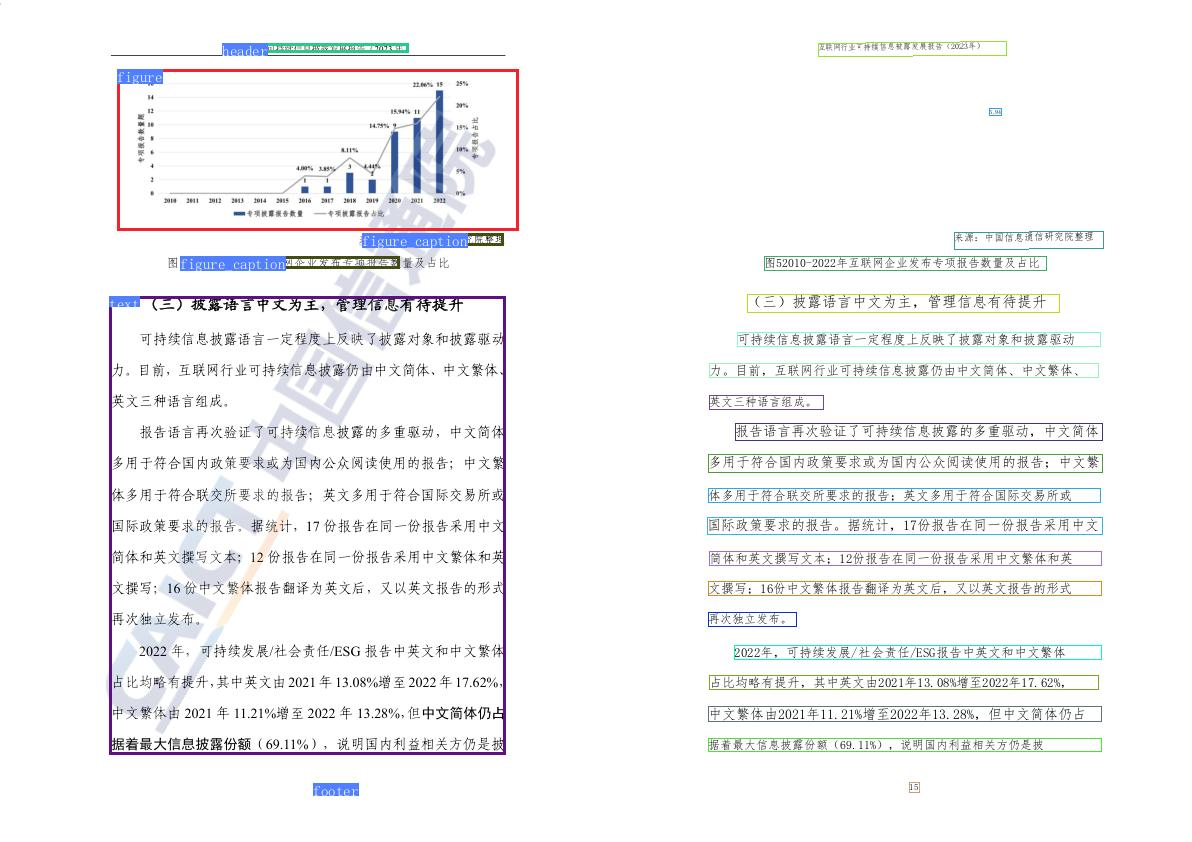 header
figure
22.06% 15 25%
14
12 15.94% 11 20%
14.75% 9
10
15%
8 8.11%
6 10%
4 4.00% 3.85% 3 4.44%
5%
2 1 1 2
0 0%
2010 2011 2012 2013 2014 2015 2016 2017 2018 2019 2020 2021 2022
专项报告数量/篇
专项报告占比
专项披露报告数量 专项披露报告占比
figure caption
图 figure caption 量及占比
text （三）披露语言中文为主，管理信息有待提升
可持续信息披露语言一定程度上反映了披露对象和披露驱动
力。目前，互联网行业可持续信息披露仍由中文简体、中文繁体、
英文三种语言组成。
报告语言再次验证了可持续信息披露的多重驱动，中文简体
多用于符合国内政策要求或为国内公众阅读使用的报告；中文繁
体多用于符合联交所要求的报告；英文多用于符合国际交易所或
国际政策要求的报告。据统计，17 份报告在同一份报告采用中文
简体和英文撰写文本；12 份报告在同一份报告采用中文繁体和英
文撰写；16 份中文繁体报告翻译为英文后，又以英文报告的形式
再次独立发布。
2022 年，可持续发展/社会责任/ESG 报告中英文和中文繁体
占比均略有提升，其中英文由 2021 年 13.08%增至 2022 年 17.62%，
中文繁体由 2021 年 11.21%增至 2022 年 13.28%，但中文简体仍占
据着最大信息披露份额（69.11%），说明国内利益相关方仍是披
footer
CAICT 中国信通院
互联网行业可持续信息披露发展报告（2023年）
来源：中国信息通信研究院整理
图52010-2022年互联网企业发布专项报告数量及占比
（三）披露语言中文为主，管理信息有待提升
可持续信息披露语言一定程度上反映了披露对象和披露驱动
力。目前，互联网行业可持续信息披露仍由中文简体、中文繁体、
英文三种语言组成。
报告语言再次验证了可持续信息披露的多重驱动，中文简体
多用于符合国内政策要求或为国内公众阅读使用的报告；中文繁
体多用于符合联交所要求的报告；英文多用于符合国际交易所或
国际政策要求的报告。据统计，17份报告在同一份报告采用中文
简体和英文撰写文本；12份报告在同一份报告采用中文繁体和英
文撰写；16份中文繁体报告翻译为英文后，又以英文报告的形式
再次独立发布。
2022年，可持续发展/社会责任/ESG报告中英文和中文繁体
占比均略有提升，其中英文由2021年13.08%增至2022年17.62%，
中文繁体由2021年11.21%增至2022年13.28%，但中文简体仍占
据着最大信息披露份额（69.11%），说明国内利益相关方仍是披
15